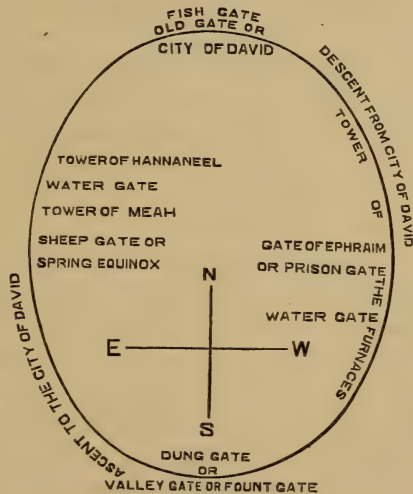 FISH GATE
OLD GATE OR
CITY OF DAVID
DESCENT FROM CITY OF DAVID
TOWER OF THE FURNACES
TOWER OF HANNANEEL
WATER GATE
TOWER OF MEAH
SHEEP GATE OR
SPRING EQUINOX
GATE OF EPHRAIM
OR PRISON GATE
WATER GATE
N
E
W
S
ASCENT TO THE CITY OF DAVID
DUNG GATE
OR
VALLEY GATE OR FOUNT GATE